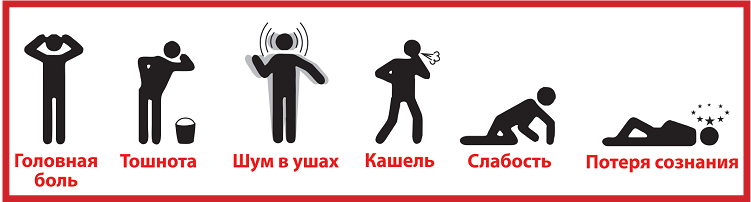 Головная
боль
Тошнота
Шум в ушах
Кашель
Слабость
Потеря сознания